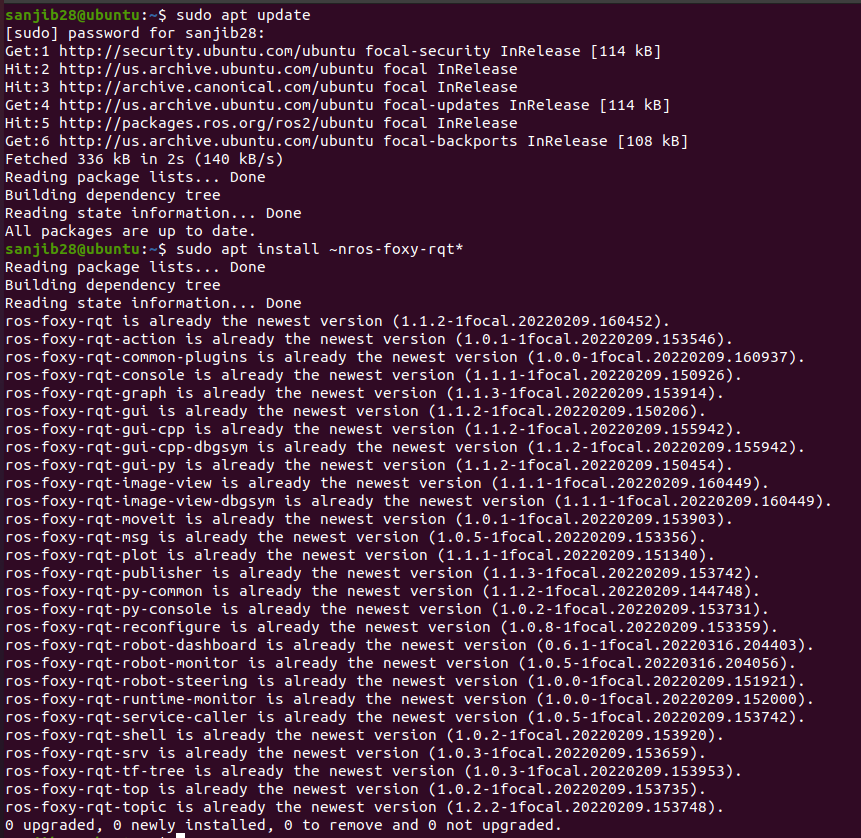 sanjib28@ubuntu:~$ sudo apt update
[sudo] password for sanjib28:
Get:1 http://security.ubuntu.com/ubuntu focal-security InRelease [114 kB]
Hit:2 http://us.archive.ubuntu.com/ubuntu focal InRelease
Hit:3 http://archive.canonical.com/ubuntu focal InRelease
Get:4 http://us.archive.ubuntu.com/ubuntu focal-updates InRelease [114 kB]
Hit:5 http://packages.ros.org/ros2/ubuntu focal InRelease
Get:6 http://us.archive.ubuntu.com/ubuntu focal-backports InRelease [108 kB]
Fetched 336 kB in 2s (140 kB/s)
Reading package lists... Done
Building dependency tree
Reading state information... Done
All packages are up to date.
sanjib28@ubuntu:~$ sudo apt install ~nros-foxy-rqt*
Reading package lists... Done
Building dependency tree
Reading state information... Done
ros-foxy-rqt is already the newest version (1.1.2-1focal.20220209.160452).
ros-foxy-rqt-action is already the newest version (1.0.1-1focal.20220209.153546).
ros-foxy-rqt-common-plugins is already the newest version (1.0.0-1focal.20220209.160937).
ros-foxy-rqt-console is already the newest version (1.1.1-1focal.20220209.150926).
ros-foxy-rqt-graph is already the newest version (1.1.3-1focal.20220209.153914).
ros-foxy-rqt-gui is already the newest version (1.1.2-1focal.20220209.150206).
ros-foxy-rqt-gui-cpp is already the newest version (1.1.2-1focal.20220209.155942).
ros-foxy-rqt-gui-cpp-dbgsym is already the newest version (1.1.2-1focal.20220209.155942).
ros-foxy-rqt-gui-py is already the newest version (1.1.2-1focal.20220209.150454).
ros-foxy-rqt-image-view is already the newest version (1.1.1-1focal.20220209.160449).
ros-foxy-rqt-image-view-dbgsym is already the newest version (1.1.1-1focal.20220209.160449).
ros-foxy-rqt-moveit is already the newest version (1.0.1-1focal.20220209.153903).
ros-foxy-rqt-msg is already the newest version (1.0.5-1focal.20220209.153356).
ros-foxy-rqt-plot is already the newest version (1.1.1-1focal.20220209.151340).
ros-foxy-rqt-publisher is already the newest version (1.1.3-1focal.20220209.153742).
ros-foxy-rqt-py-common is already the newest version (1.1.2-1focal.20220209.144748).
ros-foxy-rqt-py-console is already the newest version (1.0.2-1focal.20220209.153731).
ros-foxy-rqt-reconfigure is already the newest version (1.0.8-1focal.20220209.153359).
ros-foxy-rqt-robot-dashboard is already the newest version (0.6.1-1focal.20220316.204403).
ros-foxy-rqt-robot-monitor is already the newest version (1.0.5-1focal.20220316.204056).
ros-foxy-rqt-robot-steering is already the newest version (1.0.0-1focal.20220209.151921).
ros-foxy-rqt-runtime-monitor is already the newest version (1.0.0-1focal.20220209.152000).
ros-foxy-rqt-service-caller is already the newest version (1.0.5-1focal.20220209.153742).
ros-foxy-rqt-shell is already the newest version (1.0.2-1focal.20220209.153920).
ros-foxy-rqt-srv is already the newest version (1.0.3-1focal.20220209.153659).
ros-foxy-rqt-tf-tree is already the newest version (1.0.3-1focal.20220209.153953).
ros-foxy-rqt-top is already the newest version (1.0.2-1focal.20220209.153735).
ros-foxy-rqt-topic is already the newest version (1.2.2-1focal.20220209.153748).
0 upgraded, 0 newly installed, 0 to remove and 0 not upgraded.